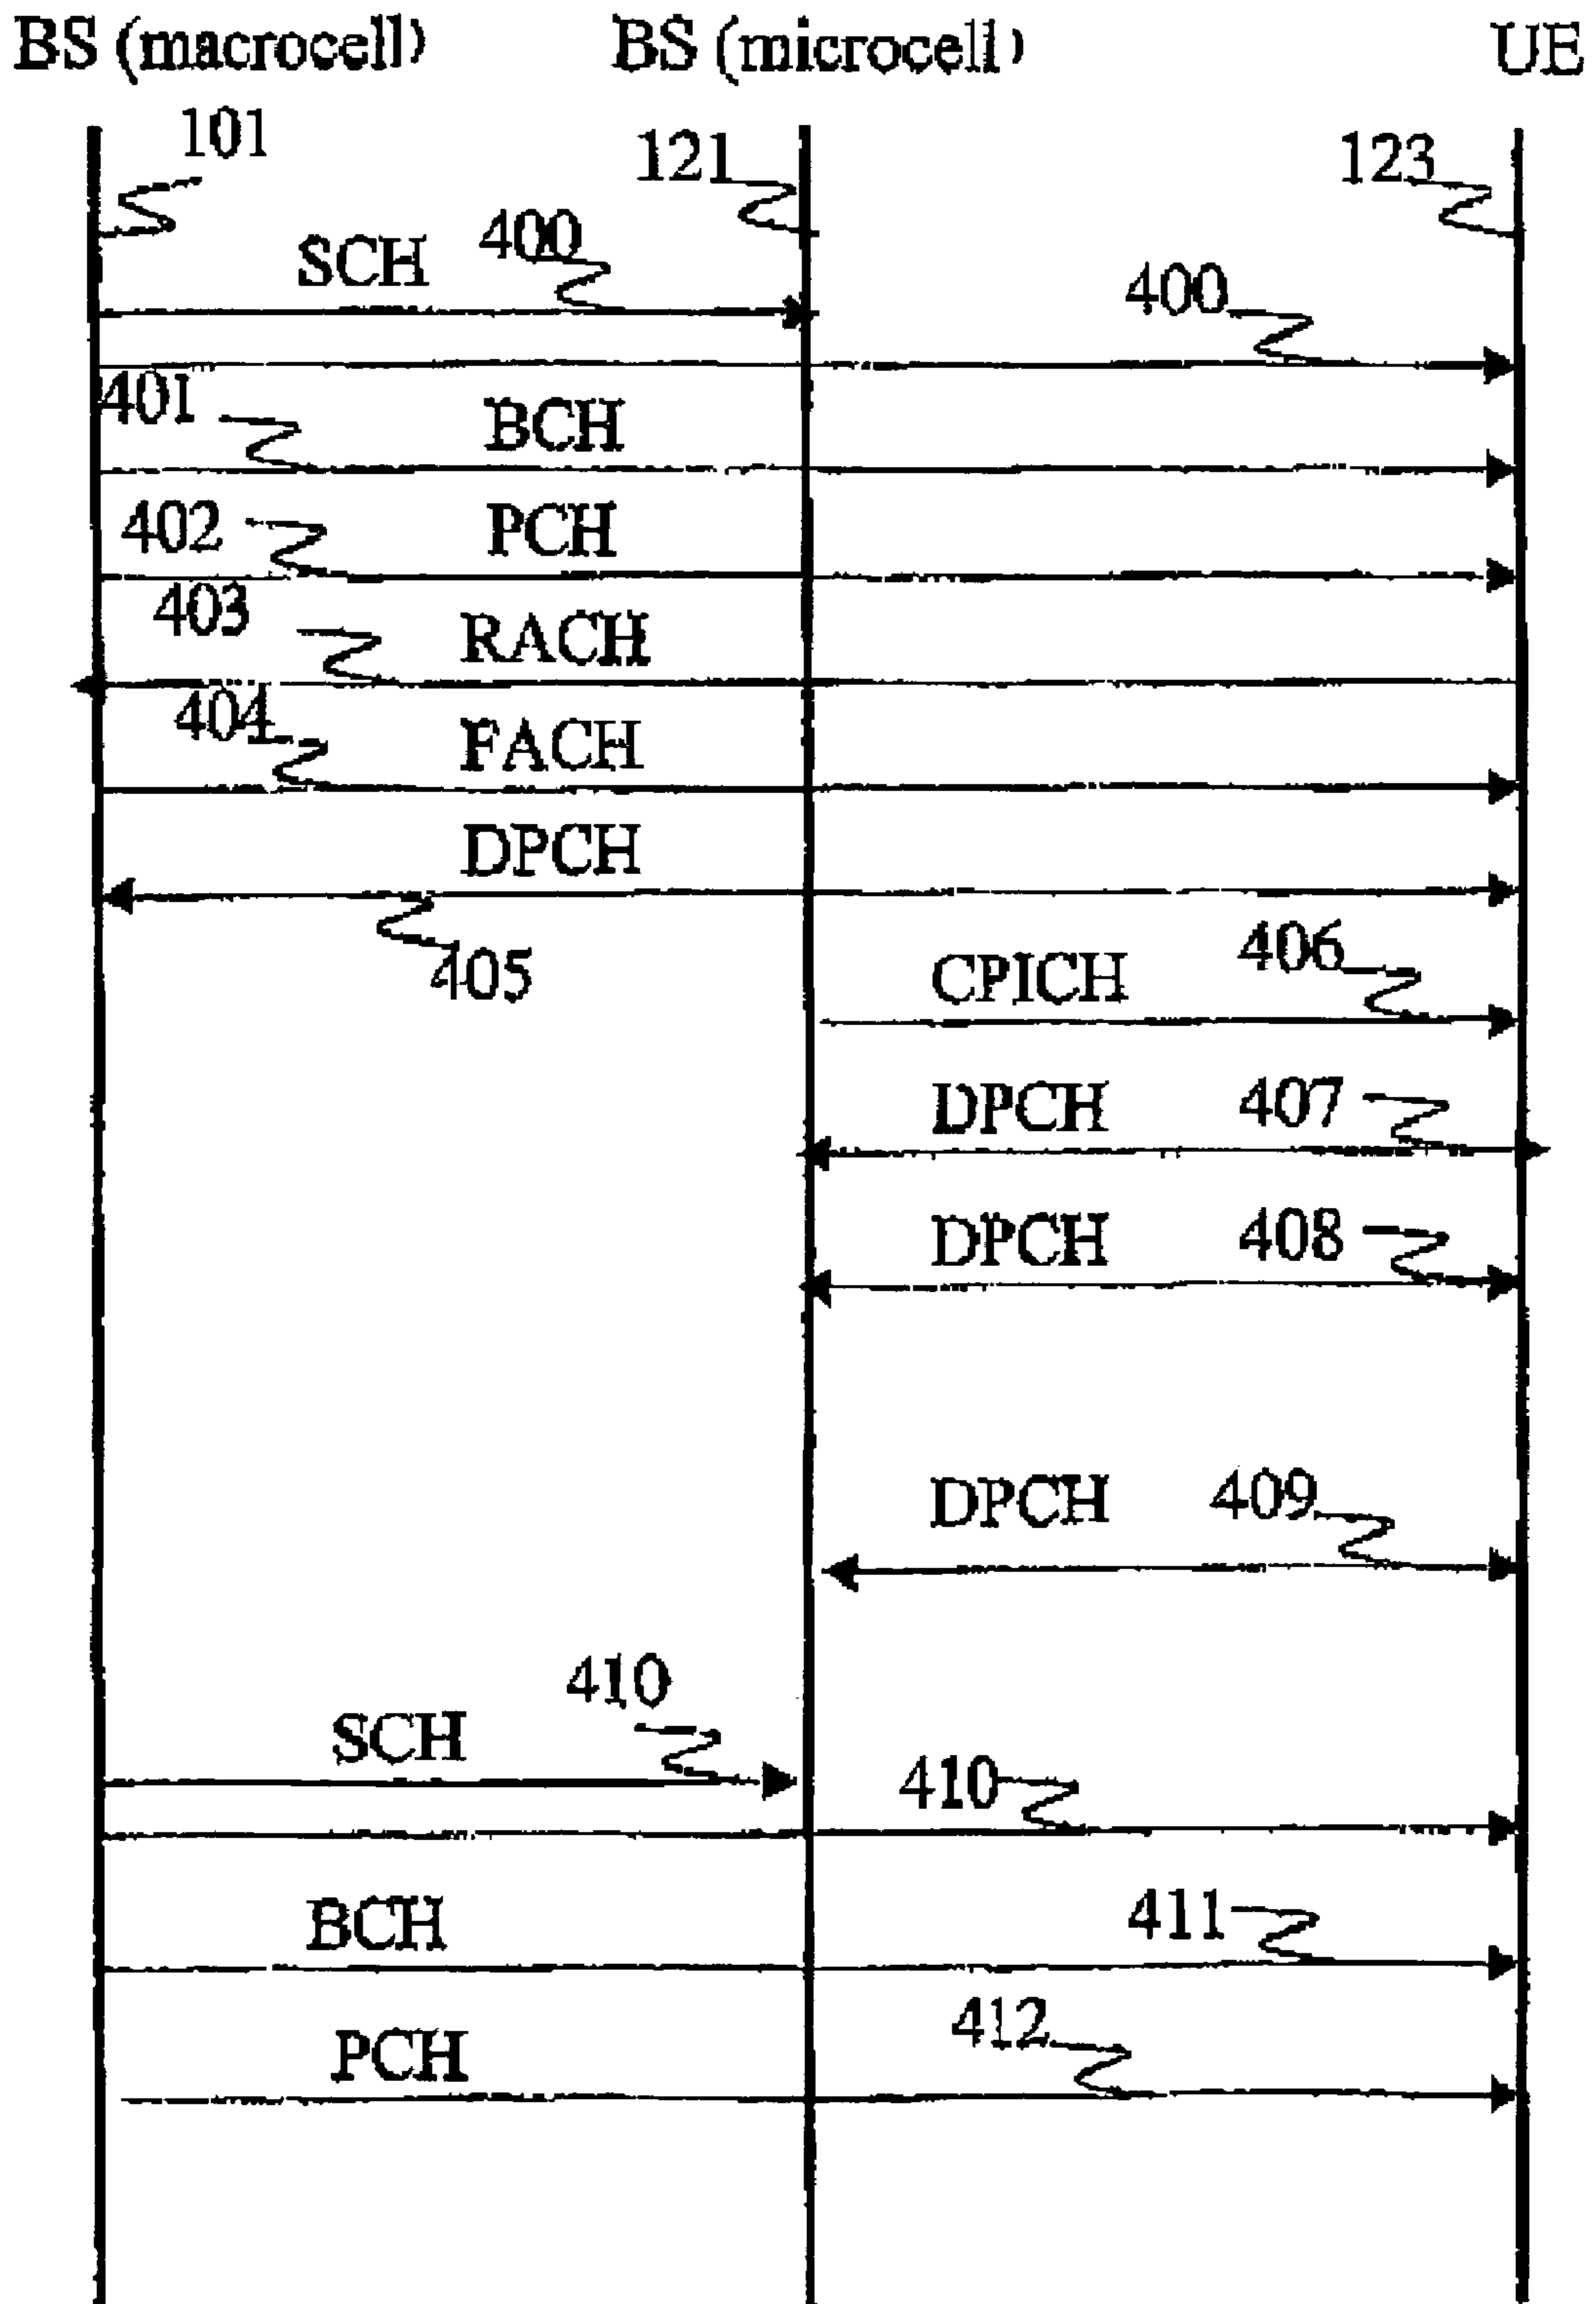 BS (macrocell) BS (microcell) UE
101
121
123
SCH 400
400
401 BCH
402 PCH
403 RACH
404 FACH
DPCH
405
CPICH 406
DPCH 407
DPCH 408
DPCH 409
410
SCH
410
BCH 411
412
PCH